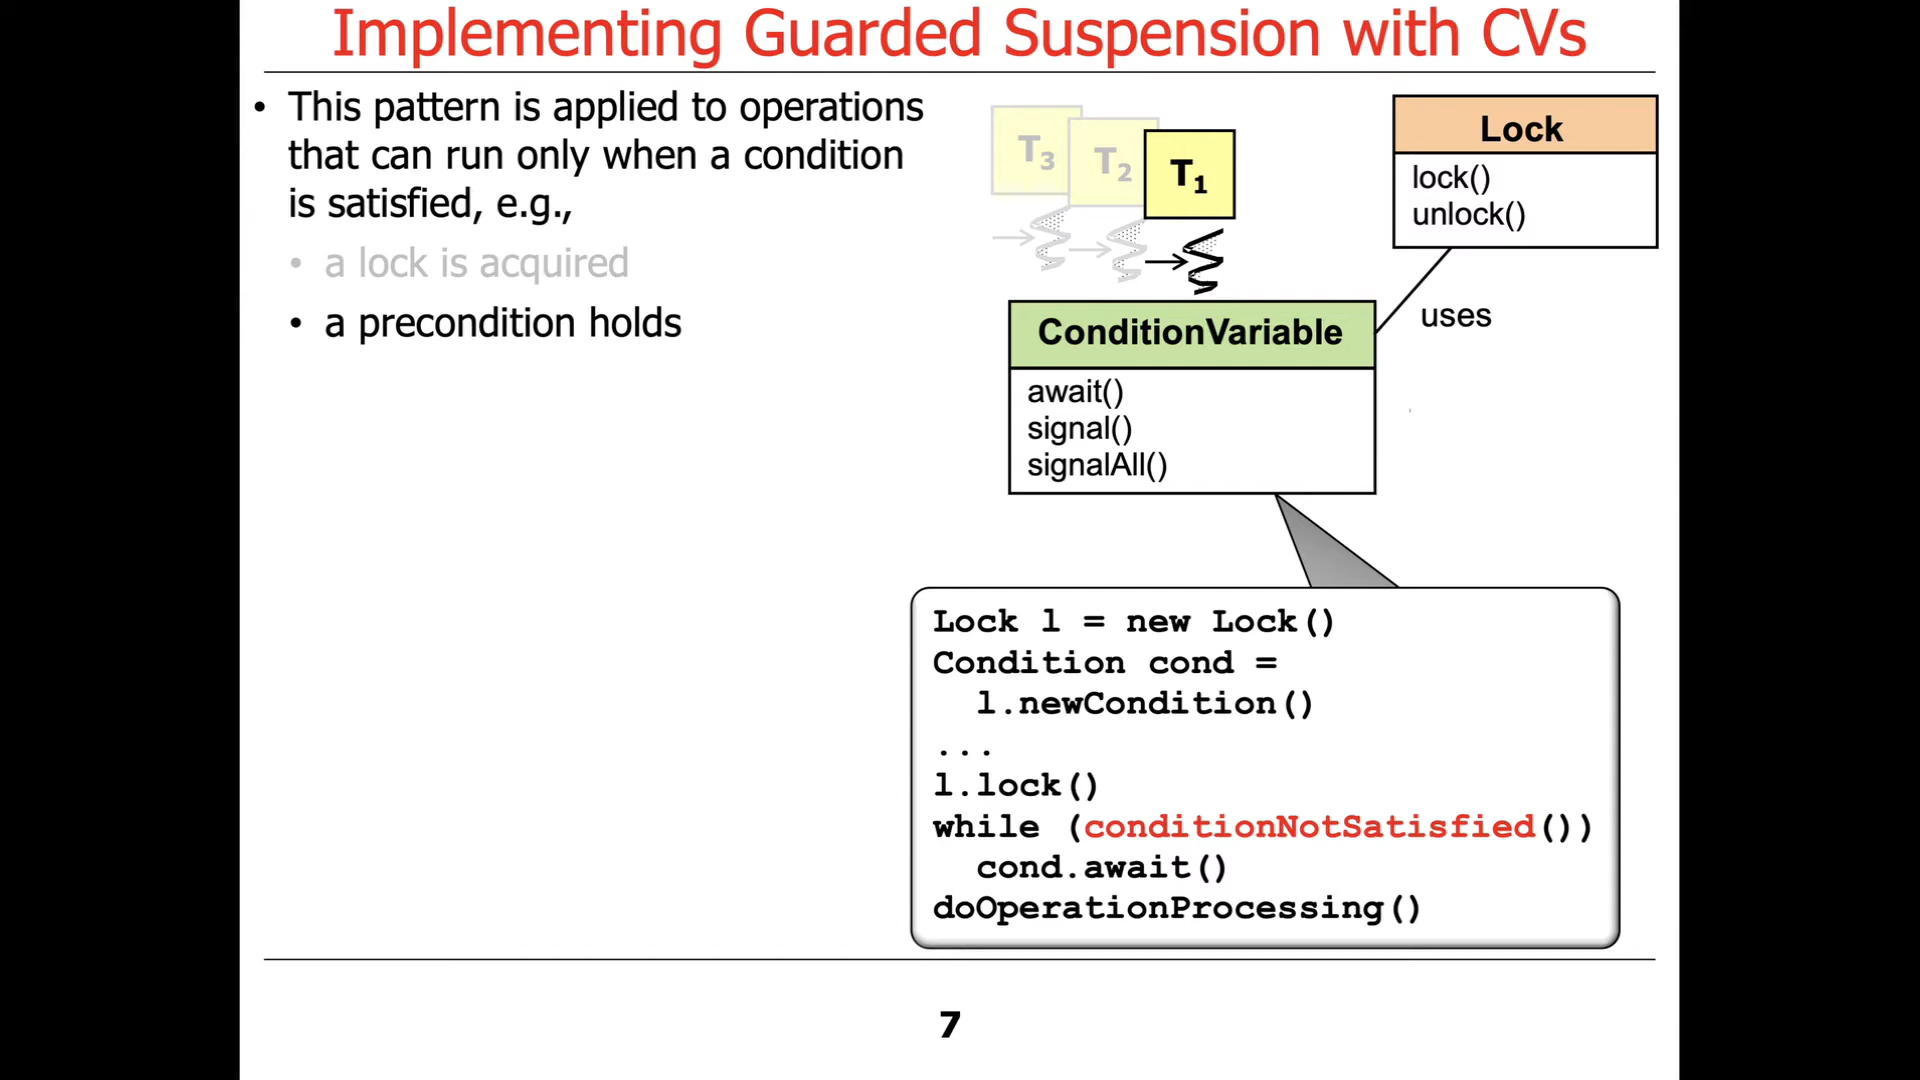 Implementing Guarded Suspension with CVs
• This pattern is applied to operations
that can run only when a condition
is satisfied, e.g.,
• a lock is acquired
• a precondition holds
T3
T2
T1
Lock
lock()
unlock()
uses
ConditionVariable
await()
signal()
signalAll()
Lock l = new Lock()
Condition cond =
l.newCondition()
...
l.lock()
while (conditionNotSatisfied())
cond.await()
doOperationProcessing()
7